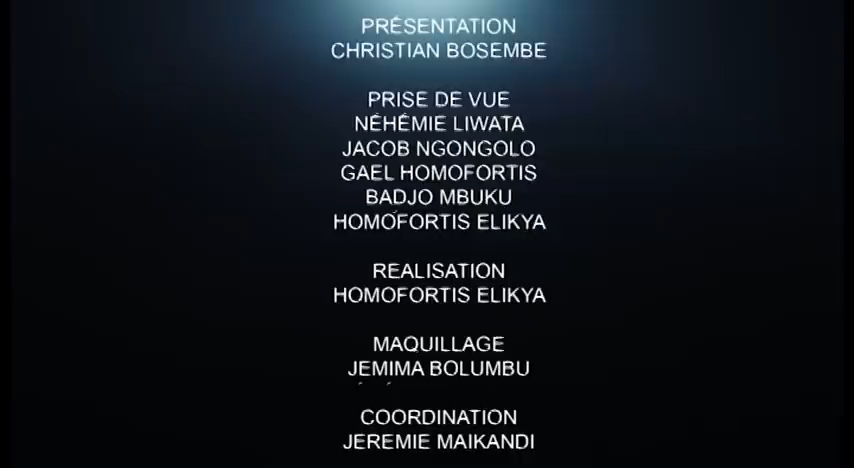 PRÉSENTATION
CHRISTIAN BOSEMBE
PRISE DE VUE
NÉHÉMIE LIWATA
JACOB NGONGOLO
GAEL HOMOFORTIS
BADJO MBUKU
HOMOFORTIS ELIKYA
REALISATION
HOMOFORTIS ELIKYA
MAQUILLAGE
JEMIMA BOLUMBU
COORDINATION
JEREMIE MAIKANDI